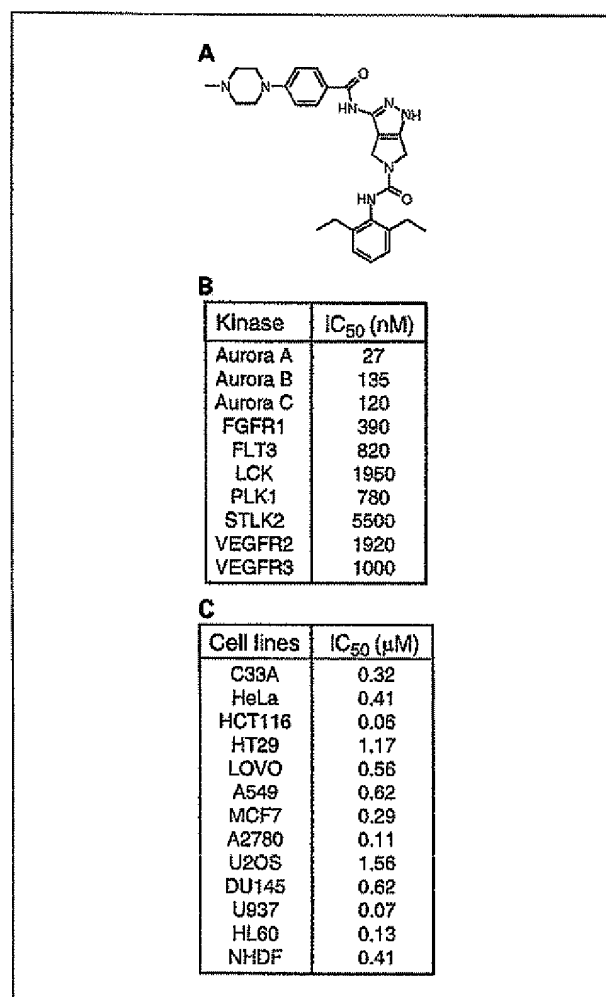 A
O
N
N
HN
N
NH
N
HN
O
B
Kinase IC50 (nM)
Aurora A 27
Aurora B 135
Aurora C 120
FGFR1 390
FLT3 820
LCK 1950
PLK1 780
STLK2 5500
VEGFR2 1920
VEGFR3 1000
C
Cell lines IC50 (μM)
C33A 0.32
HeLa 0.41
HCT116 0.06
HT29 1.17
LOVO 0.56
A549 0.62
MCF7 0.29
A2780 0.11
U2OS 1.56
DU145 0.62
U937 0.07
HL60 0.13
NHDF 0.41